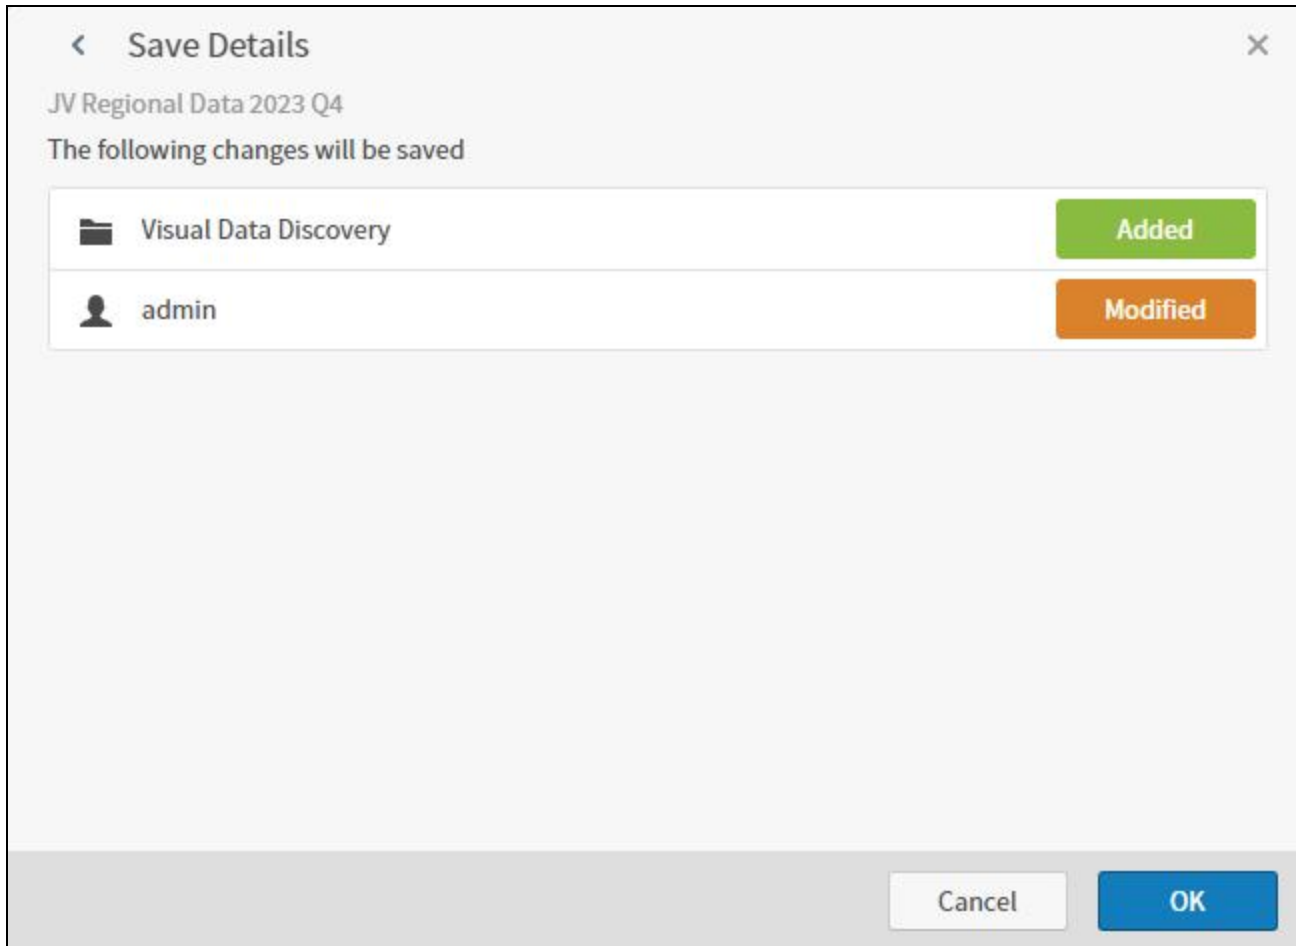 Save Details
JV Regional Data 2023 Q4
The following changes will be saved
Visual Data Discovery Added
admin Modified
Cancel OK